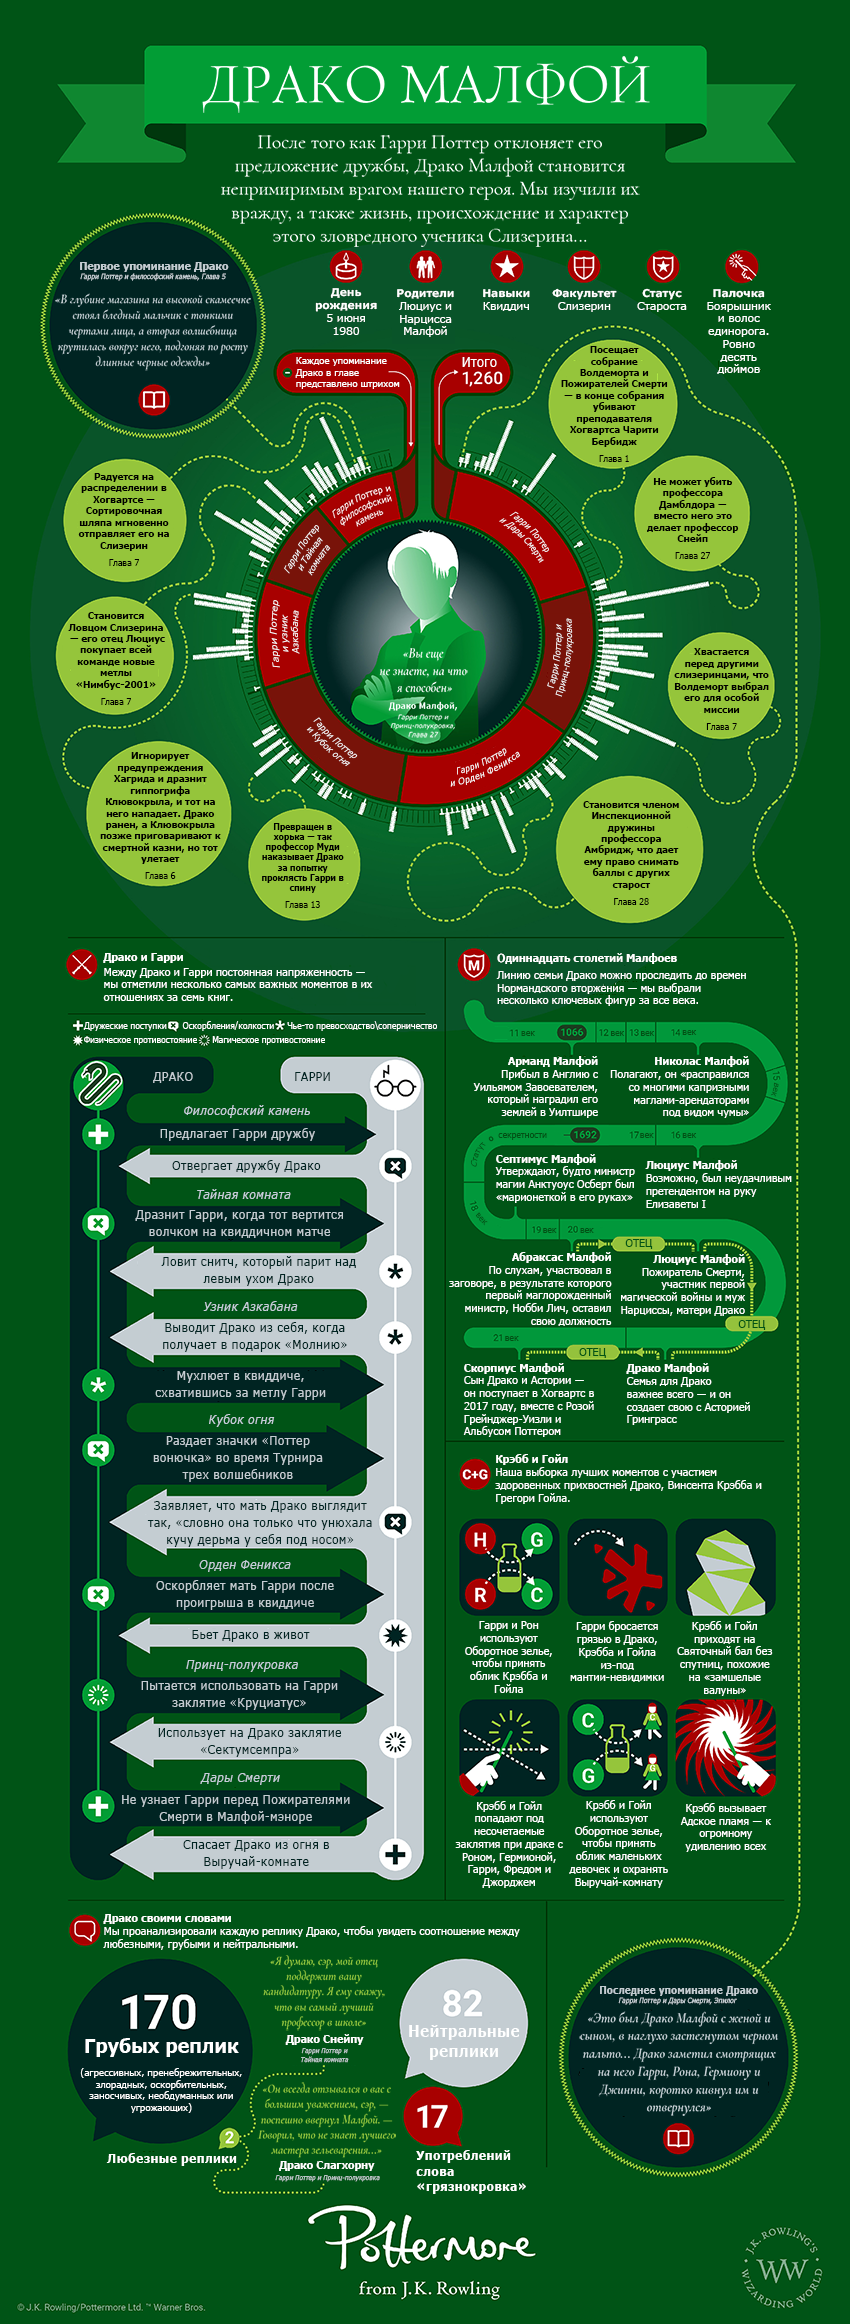 ДРАКО МАЛФОЙ
После того как Гарри Поттер отклоняет его
предложение дружбы, Драко Малфой становится
непримиримым врагом нашего героя. Мы изучили их
вражду, а также жизнь, происхождение и характер
этого зловредного ученика Слизерина...
Первое упоминание Драко
Гарри Поттер и философский камень, Глава 5
«В глубине магазина на высокой скамеечке
стоял бледный мальчик с тонкими
чертами лица, а вторая волшебница
крутилась вокруг него, подгоняя по росту
длинные черные одежды»
День
рождения
5 июня
1980
Родители
Люциус и
Нарцисса
Малфой
Навыки
Квиддич
Факультет
Слизерин
Статус
Староста
Палочка
Боярышник
и волос
единорога.
Ровно
десять
дюймов
Каждое упоминание
Драко в главе
представлено штрихом
Итого
1,260
Посещает
собрание
Волдеморта и
Пожирателей Смерти
— в конце собрания
убивают
преподавателя
Хогвартса Чарити
Бербидж
Глава 1
Радуется на
распределении в
Хогвартсе —
Сортировочная
шляпа мгновенно
отправляет его на
Слизерин
Глава 7
Не может убить
профессора
Дамблдора —
вместо него это
делает профессор
Снейп
Глава 27
Становится
Ловцом Слизерина
— его отец Люциус
покупает всей
команде новые
метлы
«Нимбус-2001»
Глава 7
Хвастается
перед другими
слизеринцами, что
Волдеморт выбрал
его для особой
миссии
Глава 7
Игнорирует
предупреждения
Хагрида и дразнит
гиппогрифа
Клювокрыла, и тот на
него нападает. Драко
ранен, а Клювокрыла
позже приговаривают к
смертной казни, но тот
улетает
Глава 6
Превращен в
хорька — так
профессор Муди
наказывает Драко
за попытку
проклясть Гарри в
спину
Глава 13
Становится членом
Инспекционной
дружины
профессора
Амбридж, что дает
ему право снимать
баллы с других
старост
Глава 28
Гарри Поттер и
философский
камень
Гарри Поттер
и Тайная
комната
Гарри Поттер
и узник
Азкабана
Гарри Поттер
и Кубок огня
Гарри Поттер
и Орден Феникса
Гарри Поттер и
Принц-полукровка
Гарри Поттер
и Дары Смерти
«Вы еще
не знаете, на что
я способен»
Драко Малфой,
Гарри Поттер и
Принц-полукровка,
Глава 27
Драко и Гарри
Между Драко и Гарри постоянная напряженность —
мы отметили несколько самых важных моментов в их
отношениях за семь книг.
Дружеские поступки Оскорбления/колкости Чье-то превосходство\соперничество
Физическое противостояние Магическое противостояние
ДРАКО ГАРРИ
Философский камень
Предлагает Гарри дружбу
Отвергает дружбу Драко
Тайная комната
Дразнит Гарри, когда тот вертится
волчком на квиддичном матче
Ловит снитч, который парит над
левым ухом Драко
Узник Азкабана
Выводит Драко из себя, когда
получает в подарок «Молнию»
Мухлюет в квиддиче,
схватившись за метлу Гарри
Кубок огня
Раздает значки «Поттер
вонючка» во время Турнира
трех волшебников
Заявляет, что мать Драко выглядит
так, «словно она только что унюхала
кучу дерьма у себя под носом»
Орден Феникса
Оскорбляет мать Гарри после
проигрыша в квиддиче
Бьет Драко в живот
Принц-полукровка
Пытается использовать на Гарри
заклятие «Круциатус»
Использует на Драко заклятие
«Сектумсемпра»
Дары Смерти
Не узнает Гарри перед Пожирателями
Смерти в Малфой-мэноре
Спасает Драко из огня в
Выручай-комнате
M
Одиннадцать столетий Малфоев
Линию семьи Драко можно проследить до времен
Нормандского вторжения — мы выбрали
несколько ключевых фигур за все века.
11 век 1066 12 век 13 век 14 век
15 век
Арманд Малфой
Прибыл в Англию с
Уильямом Завоевателем,
который наградил его
землей в Уилтшире
Николас Малфой
Полагают, он «расправился
со многими капризными
маглами-арендаторами
под видом чумы»
Статут о секретности 1692 17 век 16 век
18 век
Септимус Малфой
Утверждают, будто министр
магии Анктуоус Осберт был
«марионеткой в его руках»
Люциус Малфой
Возможно, был неудачливым
претендентом на руку
Елизаветы I
19 век 20 век
ОТЕЦ
Абраксас Малфой
По слухам, участвовал в
заговоре, в результате которого
первый маглорожденный
министр, Нобби Лич, оставил
свою должность
Люциус Малфой
Пожиратель Смерти,
участник первой
магической войны и муж
Нарциссы, матери Драко
ОТЕЦ
21 век
ОТЕЦ
Скорпиус Малфой
Сын Драко и Астории —
он поступает в Хогвартс в
2017 году, вместе с Розой
Грейнджер-Уизли и
Альбусом Поттером
Драко Малфой
Семья для Драко
важнее всего — и он
создает свою с Асторией
Гринграсс
C+G
Крэбб и Гойл
Наша выборка лучших моментов с участием
здоровенных прихвостней Драко, Винсента Крэбба и
Грегори Гойла.
H G
R C
Гарри и Рон
используют
Оборотное зелье,
чтобы принять
облик Крэбба и
Гойла
Гарри бросается
грязью в Драко,
Крэбба и Гойла
из-под
мантии-невидимки
Крэбб и Гойл
приходят на
Святочный бал без
спутниц, похожие
на «замшелые
валуны»
C G
G C
Крэбб и Гойл
попадают под
несочетаемые
заклятия при драке с
Роном, Гермионой,
Гарри, Фредом и
Джорджем
Крэбб и Гойл
используют
Оборотное зелье,
чтобы принять
облик маленьких
девочек и охранять
Выручай-комнату
Крэбб вызывает
Адское пламя — к
огромному
удивлению всех
Драко своими словами
Мы проанализировали каждую реплику Драко, чтобы увидеть соотношение между
любезными, грубыми и нейтральными.
170
Грубых реплик
(агрессивных, пренебрежительных,
злорадных, оскорбительных,
заносчивых, необдуманных или
угрожающих)
2
Любезные реплики
«Я думаю, сэр, мой отец
поддержит вашу
кандидатуру. Я ему скажу,
что вы самый лучший
профессор в школе»
Драко Снейпу
Гарри Поттер и
Тайная комната
«Он всегда отзывался о вас с
большим уважением, сэр, —
поспешно ввернул Малфой. —
Говорил, что не знает лучшего
мастера зельеварения...»
Драко Слагхорну
Гарри Поттер и Принц-полукровка
82
Нейтральные
реплики
17
Употреблений
слова
«грязнокровка»
Последнее упоминание Драко
Гарри Поттер и Дары Смерти, Эпилог
«Это был Драко Малфой с женой и
сыном, в наглухо застегнутом черном
пальто... Драко заметил смотрящих
на него Гарри, Рона, Гермиону и
Джинни, коротко кивнул им и
отвернулся»
Pottermore
from J.K. Rowling
J.K. ROWLING'S
WW
WIZARDING WORLD
© J.K. Rowling/Pottermore Ltd. ™ Warner Bros.